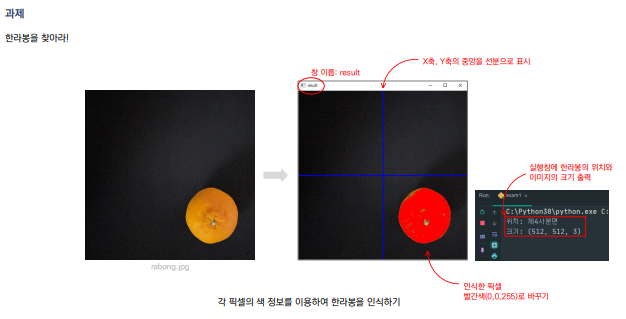 과제
한라봉을 찾아라!
창 이름: result
X축, Y축의 중앙을 선분으로 표시
result
실행창에 한라봉의 위치와
이미지의 크기 출력
Run
exam1
C:\Python38\python.exe C:
위치: 제4사분면
크기: (512, 512, 3)
rabong.jpg
인식한 픽셀
빨간색(0,0,255)로 바꾸기
각 픽셀의 색 정보를 이용하여 한라봉을 인식하기